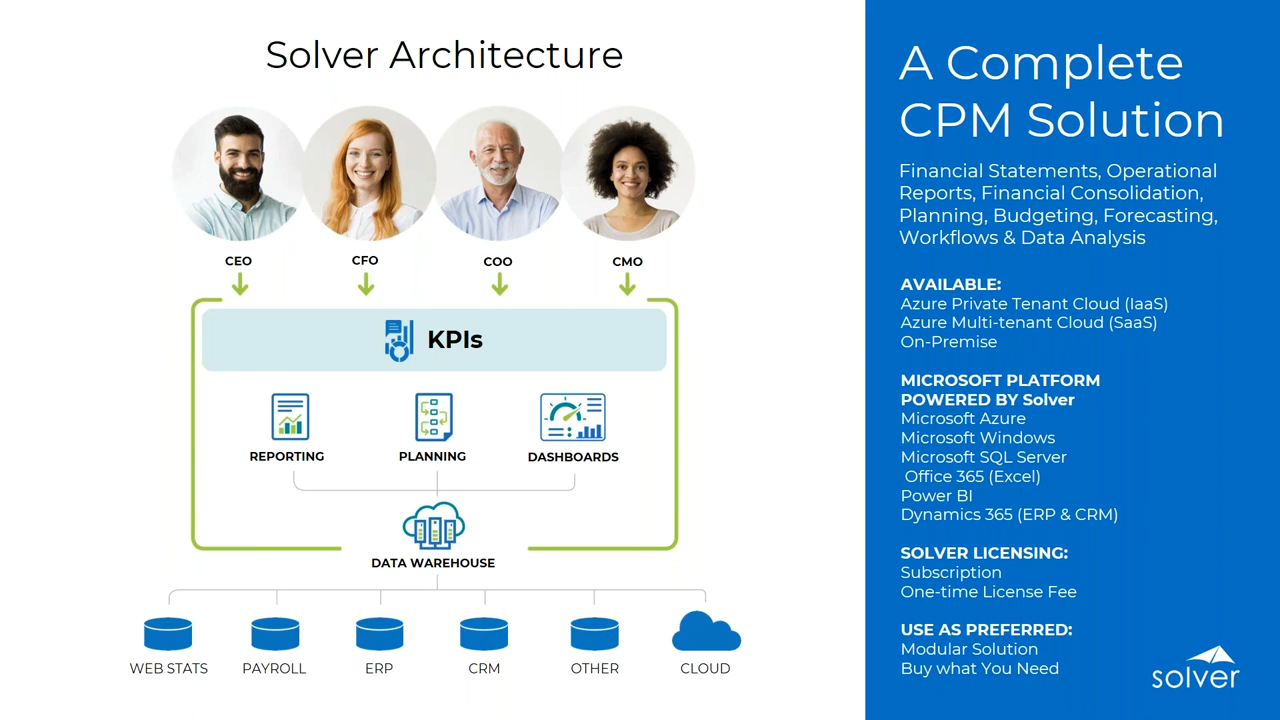 Solver Architecture
CEO
CFO
COO
CMO
KPIs
REPORTING
PLANNING
DASHBOARDS
DATA WAREHOUSE
WEB STATS
PAYROLL
ERP
CRM
OTHER
CLOUD
A Complete
CPM Solution
Financial Statements, Operational
Reports, Financial Consolidation,
Planning, Budgeting, Forecasting,
Workflows & Data Analysis
AVAILABLE:
Azure Private Tenant Cloud (IaaS)
Azure Multi-tenant Cloud (SaaS)
On-Premise
MICROSOFT PLATFORM
POWERED BY Solver
Microsoft Azure
Microsoft Windows
Microsoft SQL Server
Office 365 (Excel)
Power BI
Dynamics 365 (ERP & CRM)
SOLVER LICENSING:
Subscription
One-time License Fee
USE AS PREFERRED:
Modular Solution
Buy what You Need
solver